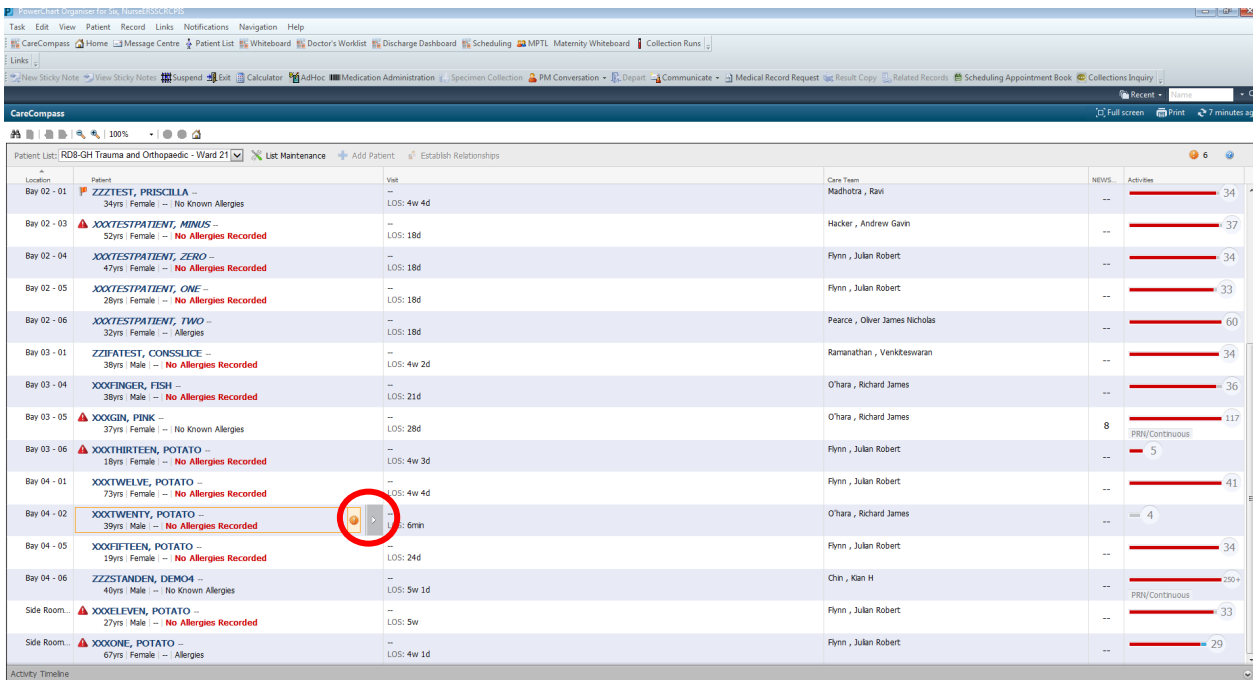 PowerChart Organiser for Six, NurseERSSCRCPIS
Task Edit View Patient Record Links Notifications Navigation Help
CareCompass Home Message Centre Patient List Whiteboard Doctor's Worklist Discharge Dashboard Scheduling MPTL Maternity Whiteboard Collection Runs
Links
New Sticky Note View Sticky Notes Suspend Exit Calculator AdHoc Medication Administration Specimen Collection PM Conversation Depart Communicate Medical Record Request Result Copy Related Records Scheduling Appointment Book Collections Inquiry
Recent Name
CareCompass Full screen Print 7 minutes ag
100%
Patient List: RD8-GH Trauma and Orthopaedic - Ward 21 List Maintenance Add Patient Establish Relationships 6
Location Patient Visit Care Team NEWS... Activities
Bay 02 - 01 ZZZTEST, PRISCILLA -- -- Madhotra , Ravi -- 34
34yrs | Female | -- | No Known Allergies LOS: 4w 4d
Bay 02 - 03 XXXTESTPATIENT, MINUS -- -- Hacker , Andrew Gavin -- 37
52yrs | Female | -- | No Allergies Recorded LOS: 18d
Bay 02 - 04 XXXTESTPATIENT, ZERO -- -- Flynn , Julian Robert -- 34
47yrs | Female | -- | No Allergies Recorded LOS: 18d
Bay 02 - 05 XXXTESTPATIENT, ONE -- -- Flynn , Julian Robert -- 33
28yrs | Female | -- | No Allergies Recorded LOS: 18d
Bay 02 - 06 XXXTESTPATIENT, TWO -- -- Pearce , Oliver James Nicholas -- 60
32yrs | Female | -- | Allergies LOS: 18d
Bay 03 - 01 ZZIFATEST, CONSSLICE -- -- Ramanathan , Venkiteswaran -- 34
38yrs | Male | -- | No Allergies Recorded LOS: 4w 2d
Bay 03 - 04 XXXFINGER, FISH -- -- O'hara , Richard James -- 36
38yrs | Male | -- | No Allergies Recorded LOS: 21d
Bay 03 - 05 XXXGIN, PINK -- -- O'hara , Richard James 8 117
37yrs | Female | -- | No Known Allergies LOS: 28d PRN/Continuous
Bay 03 - 06 XXXTHIRTEEN, POTATO -- -- Flynn , Julian Robert -- 5
18yrs | Female | -- | No Allergies Recorded LOS: 4w 3d
Bay 04 - 01 XXXTWELVE, POTATO -- -- Flynn , Julian Robert -- 41
73yrs | Female | -- | No Allergies Recorded LOS: 4w 4d
Bay 04 - 02 XXXTWENTY, POTATO -- -- O'hara , Richard James -- 4
39yrs | Male | -- | No Allergies Recorded LOS: 6min
Bay 04 - 05 XXXFIFTEEN, POTATO -- -- Flynn , Julian Robert -- 34
19yrs | Female | -- | No Allergies Recorded LOS: 24d
Bay 04 - 06 ZZZSTANDEN, DEMO4 -- -- Chin , Kian H -- 250+
40yrs | Male | -- | No Known Allergies LOS: 5w 1d PRN/Continuous
Side Room... XXXELEVEN, POTATO -- -- Flynn , Julian Robert -- 33
27yrs | Male | -- | No Allergies Recorded LOS: 5w
Side Room... XXXONE, POTATO -- -- Flynn , Julian Robert -- 29
67yrs | Female | -- | Allergies LOS: 4w 1d
Activity Timeline